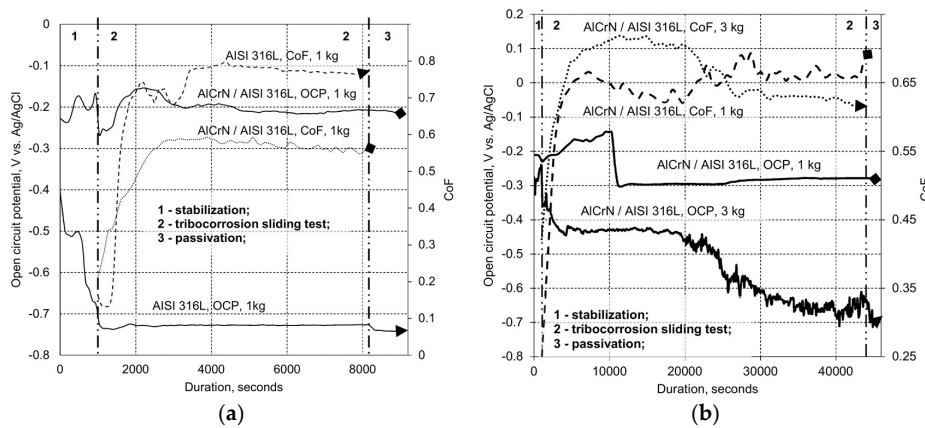 0
-0.1
-0.2
-0.3
-0.4
-0.5
-0.6
-0.7
-0.8
Open circuit potential, V vs. Ag/AgCl
1
2
2
3
AISI 316L, CoF, 1 kg
AlCrN / AISI 316L, OCP, 1 kg
AlCrN / AISI 316L, CoF, 1kg
1 - stabilization;
2 - tribocorrosion sliding test;
3 - passivation;
AISI 316L, OCP, 1kg
0.8
0.7
0.6
0.5
0.4
0.3
0.2
0.1
0
CoF
0
2000
4000
6000
8000
Duration, seconds
(a)
0.2
0.1
0
-0.1
-0.2
-0.3
-0.4
-0.5
-0.6
-0.7
-0.8
Open circuit potential, V vs. Ag/AgCl
1
2
2
3
AlCrN / AISI 316L, CoF, 3 kg
AlCrN / AISI 316L, CoF, 1 kg
AlCrN / AISI 316L, OCP, 1 kg
AlCrN / AISI 316L, OCP, 3 kg
1 - stabilization;
2 - tribocorrosion sliding test;
3 - passivation;
0.65
0.55
0.45
0.35
0.25
CoF
0
10000
20000
30000
40000
Duration, seconds
(b)